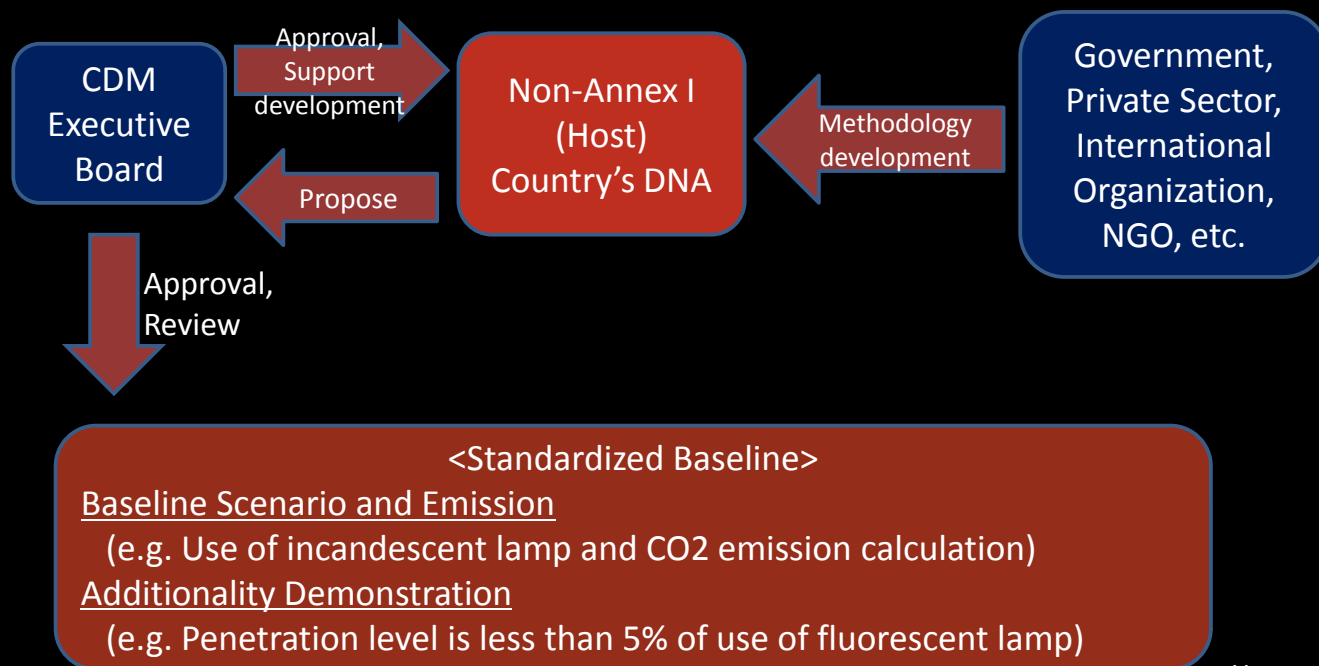 CDM
Executive
Board
Approval,
Support
development
Propose
Non-Annex I
(Host)
Country’s DNA
Methodology
development
Government,
Private Sector,
International
Organization,
NGO, etc.
Approval,
Review
<Standardized Baseline>
Baseline Scenario and Emission
(e.g. Use of incandescent lamp and CO2 emission calculation)
Additionality Demonstration
(e.g. Penetration level is less than 5% of use of fluorescent lamp)